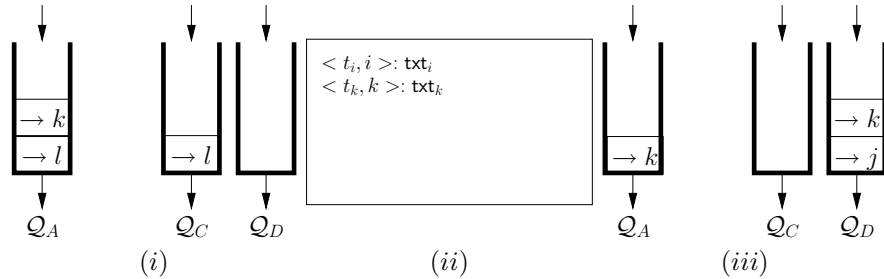 < t_i, i >: txt_i
< t_k, k >: txt_k
→ k → k
→ l → l → k → j
𝒬_A 𝒬_C 𝒬_D 𝒬_A 𝒬_C 𝒬_D
(i) (ii) (iii)